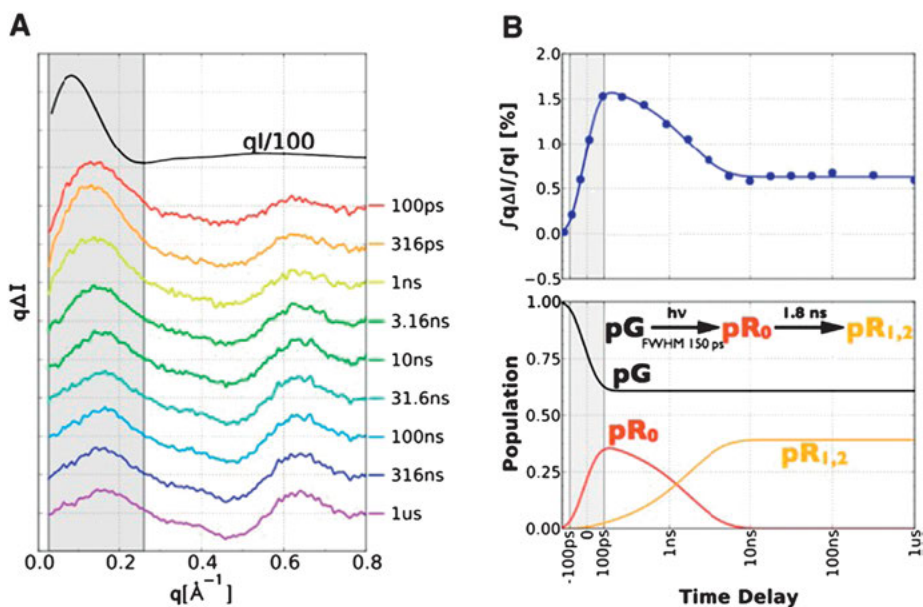 A
qI/100
100ps
316ps
1ns
3.16ns
10ns
31.6ns
100ns
316ns
1us
qΔI
0.0 0.2 0.4 0.6 0.8
q[Å⁻¹]
B
2.0
1.5
1.0
0.5
0.0
-0.5
∫qΔI/∫qI [%]
1.00
0.75
0.50
0.25
0.00
Population
hν 1.8 ns
pG pR₀ pR₁,₂
FWHM 150 ps
pG
pR₀
pR₁,₂
-100ps 0 100ps 1ns 10ns 100ns 1us
Time Delay